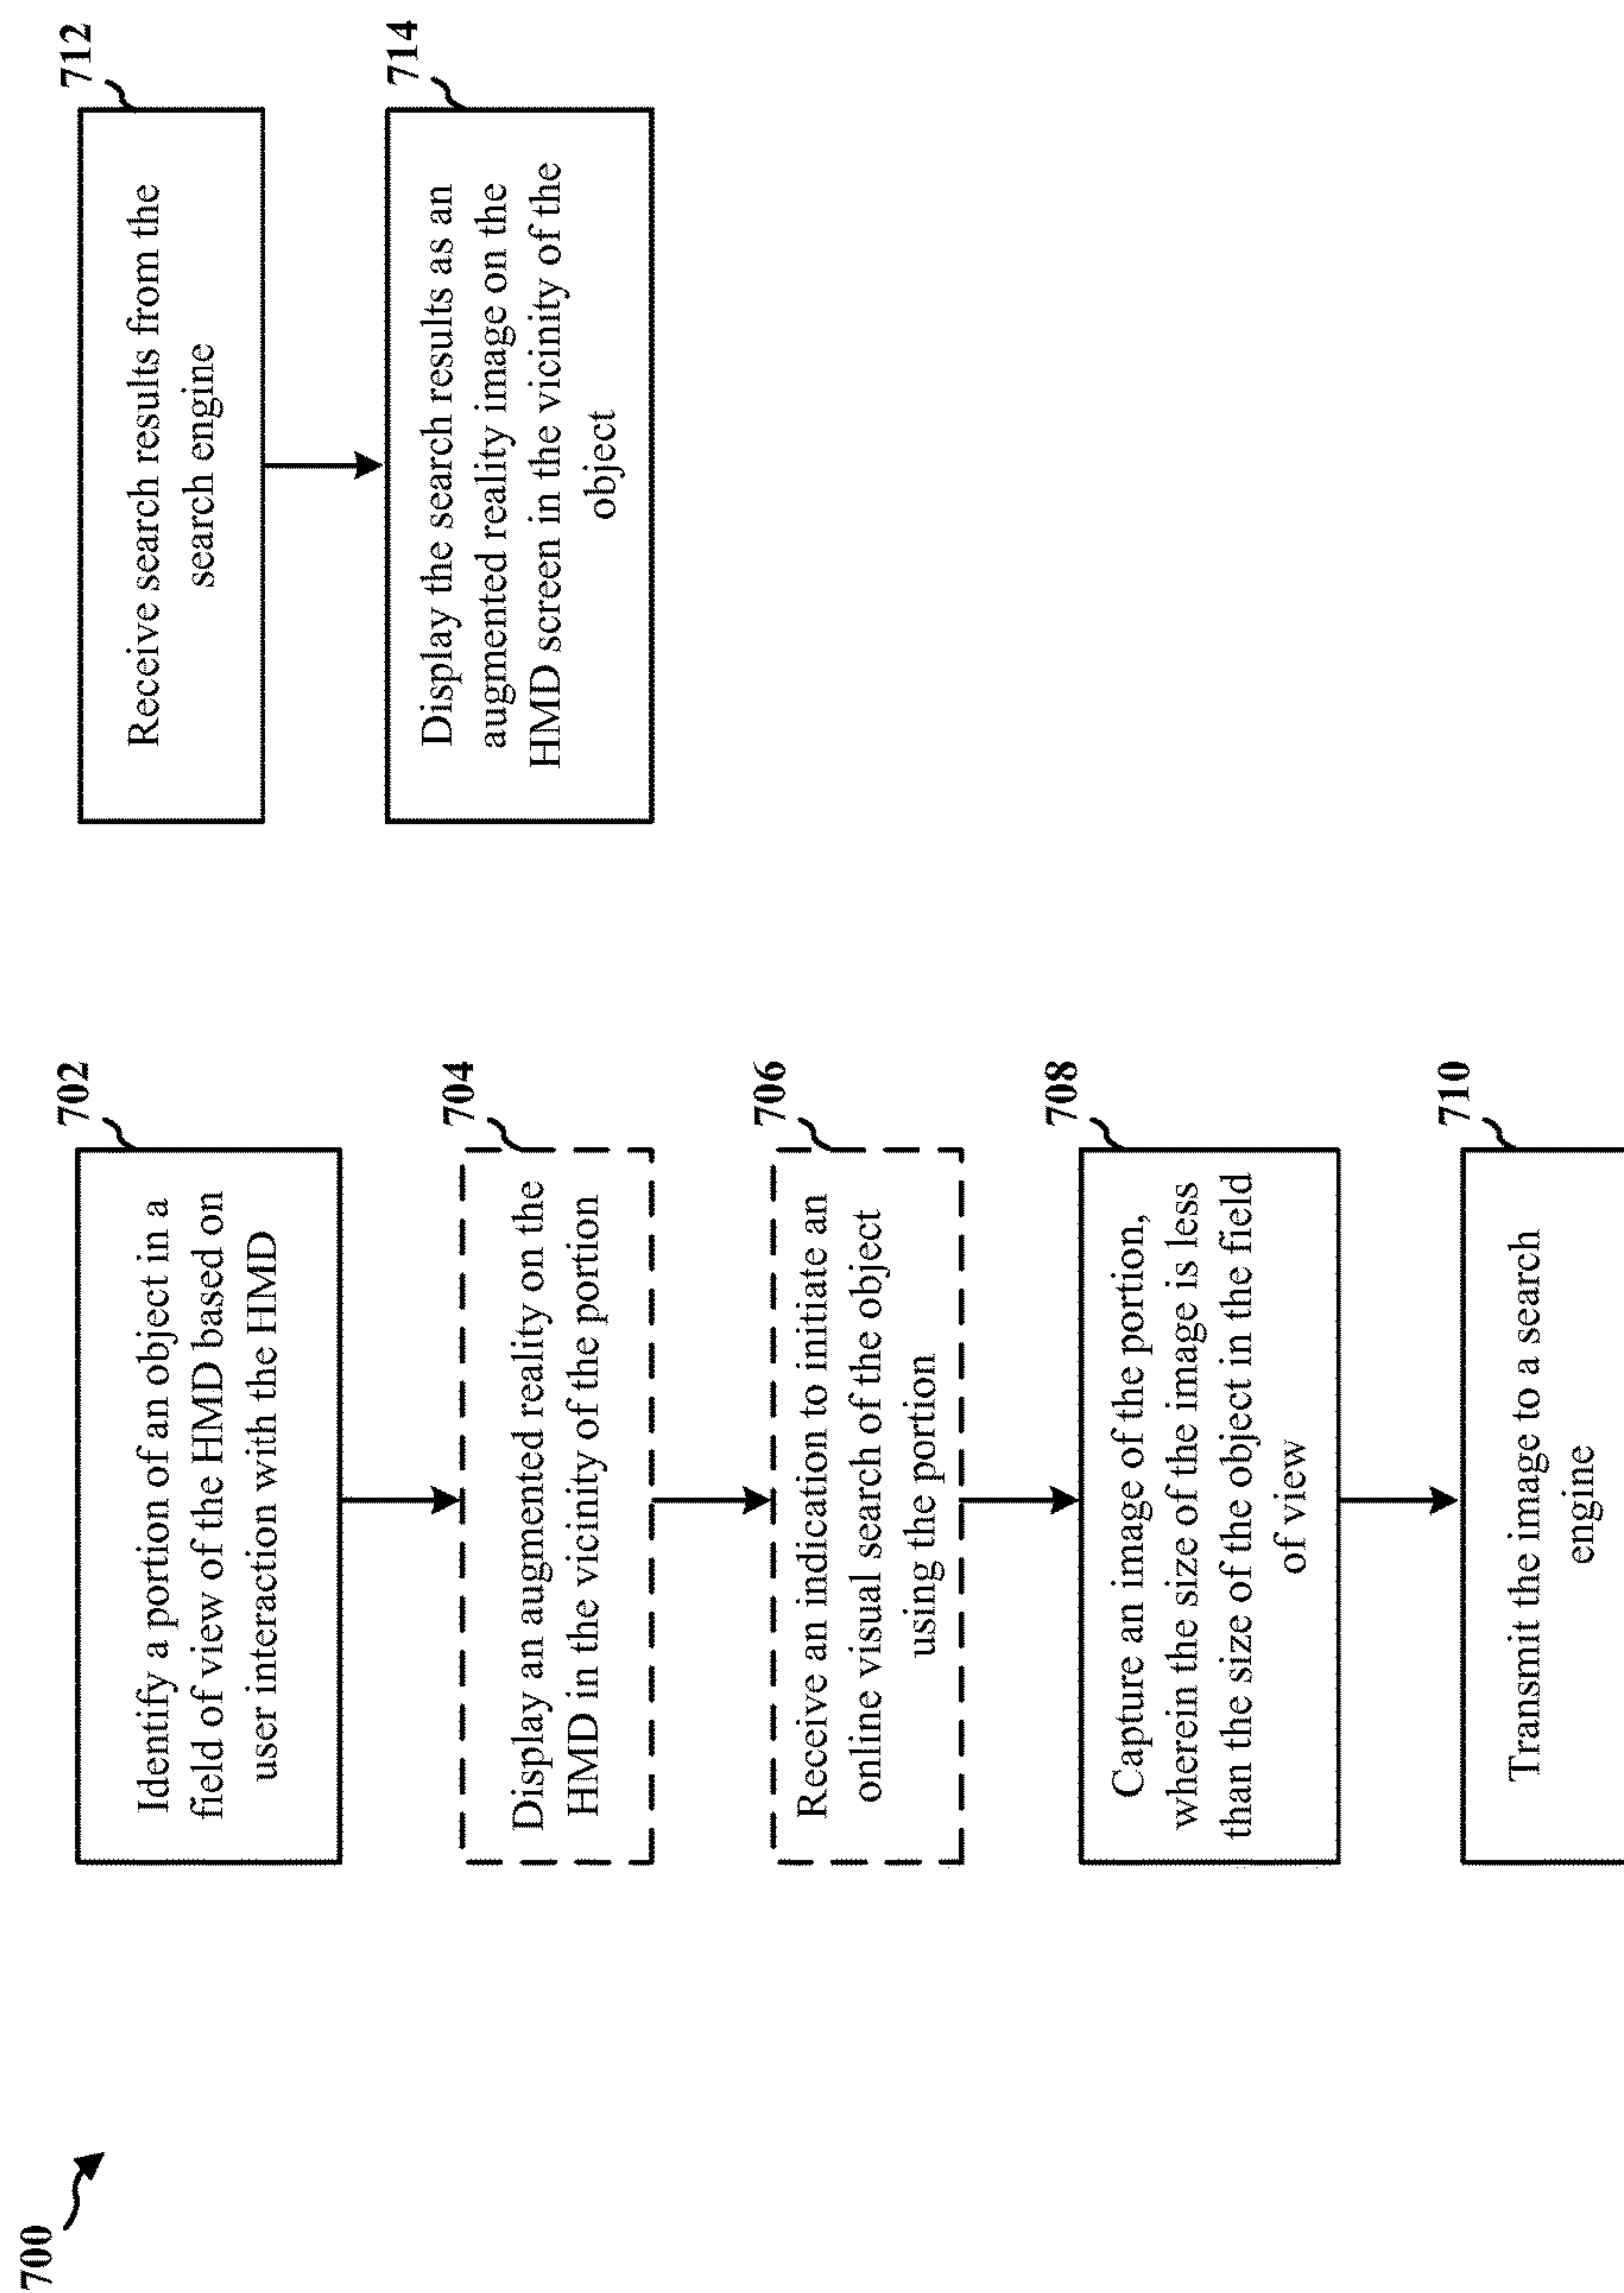 700
702
Identify a portion of an object in a
field of view of the HMD based on
user interaction with the HMD
704
Display an augmented reality on the
HMD in the vicinity of the portion
706
Receive an indication to initiate an
online visual search of the object
using the portion
708
Capture an image of the portion,
wherein the size of the image is less
than the size of the object in the field
of view
710
Transmit the image to a search
engine
712
Receive search results from the
search engine
714
Display the search results as an
augmented reality image on the
HMD screen in the vicinity of the
object